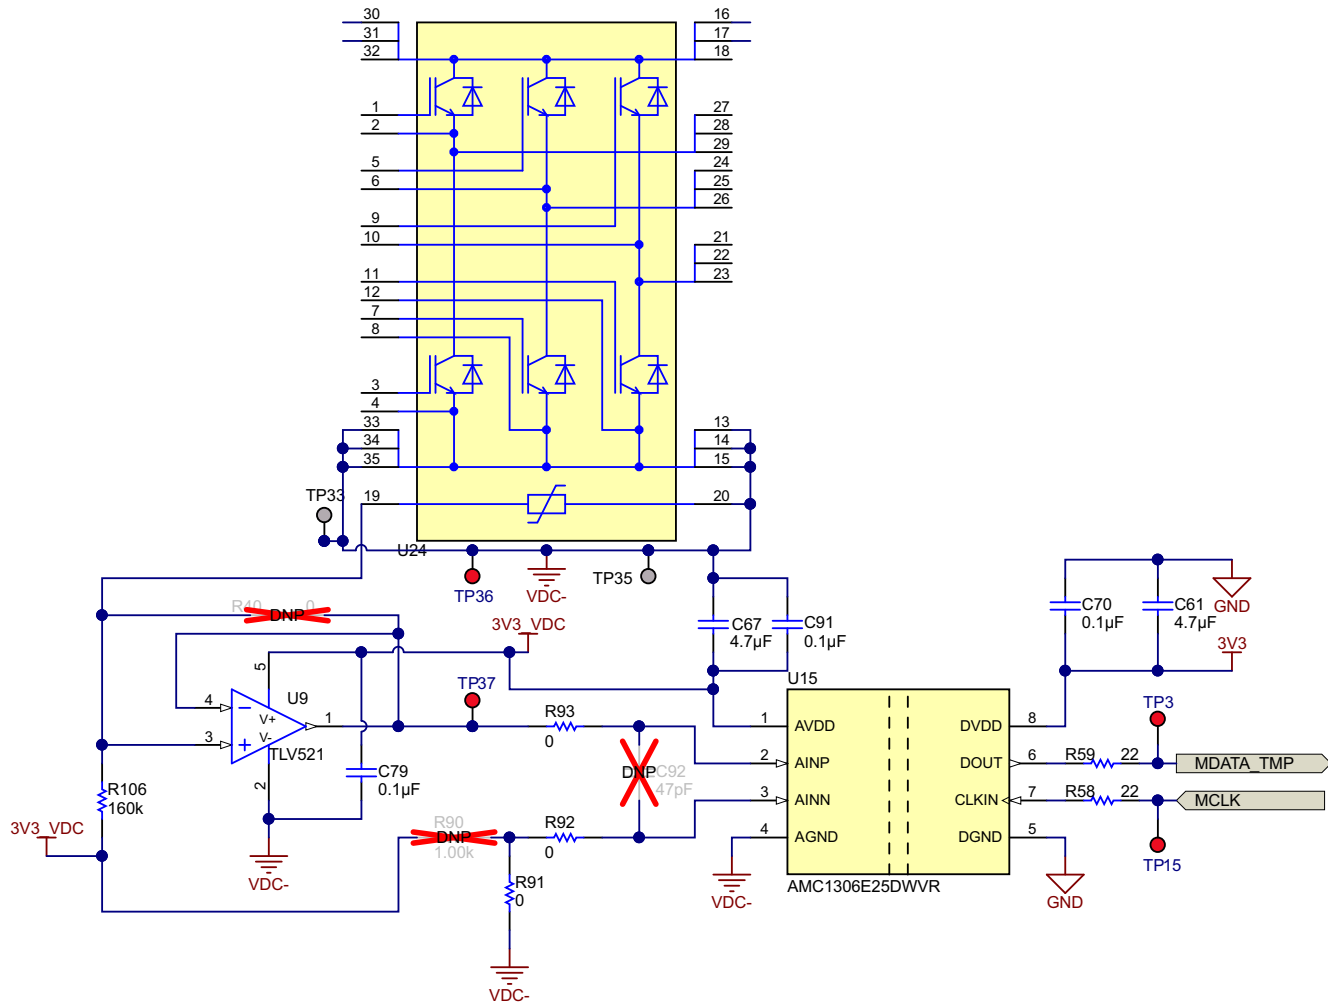 30
31
32
16
17
18
1
2
27
28
29
5
6
24
25
26
9
10
21
22
23
11
12
7
8
3
4
33
34
35
13
14
15
19
20
TP33
U24
TP36
VDC-
TP35
R40 0
DNP
3V3_VDC
C67
4.7µF
C91
0.1µF
C70
0.1µF
C61
4.7µF
GND
3V3
5
U9
4
V+
V-
3
1
TLV521
2
C79
0.1µF
VDC-
TP37
R93
0
DNP
C92
47pF
R106
160k
3V3_VDC
R90
DNP
1.00k
R92
0
R91
0
VDC-
U15
1 AVDD DVDD 8
2 AINP DOUT 6
3 AINN CLKIN 7
4 AGND DGND 5
AMC1306E25DWVR
VDC-
GND
TP3
R59 22
MDATA_TMP
R58 22
MCLK
TP15